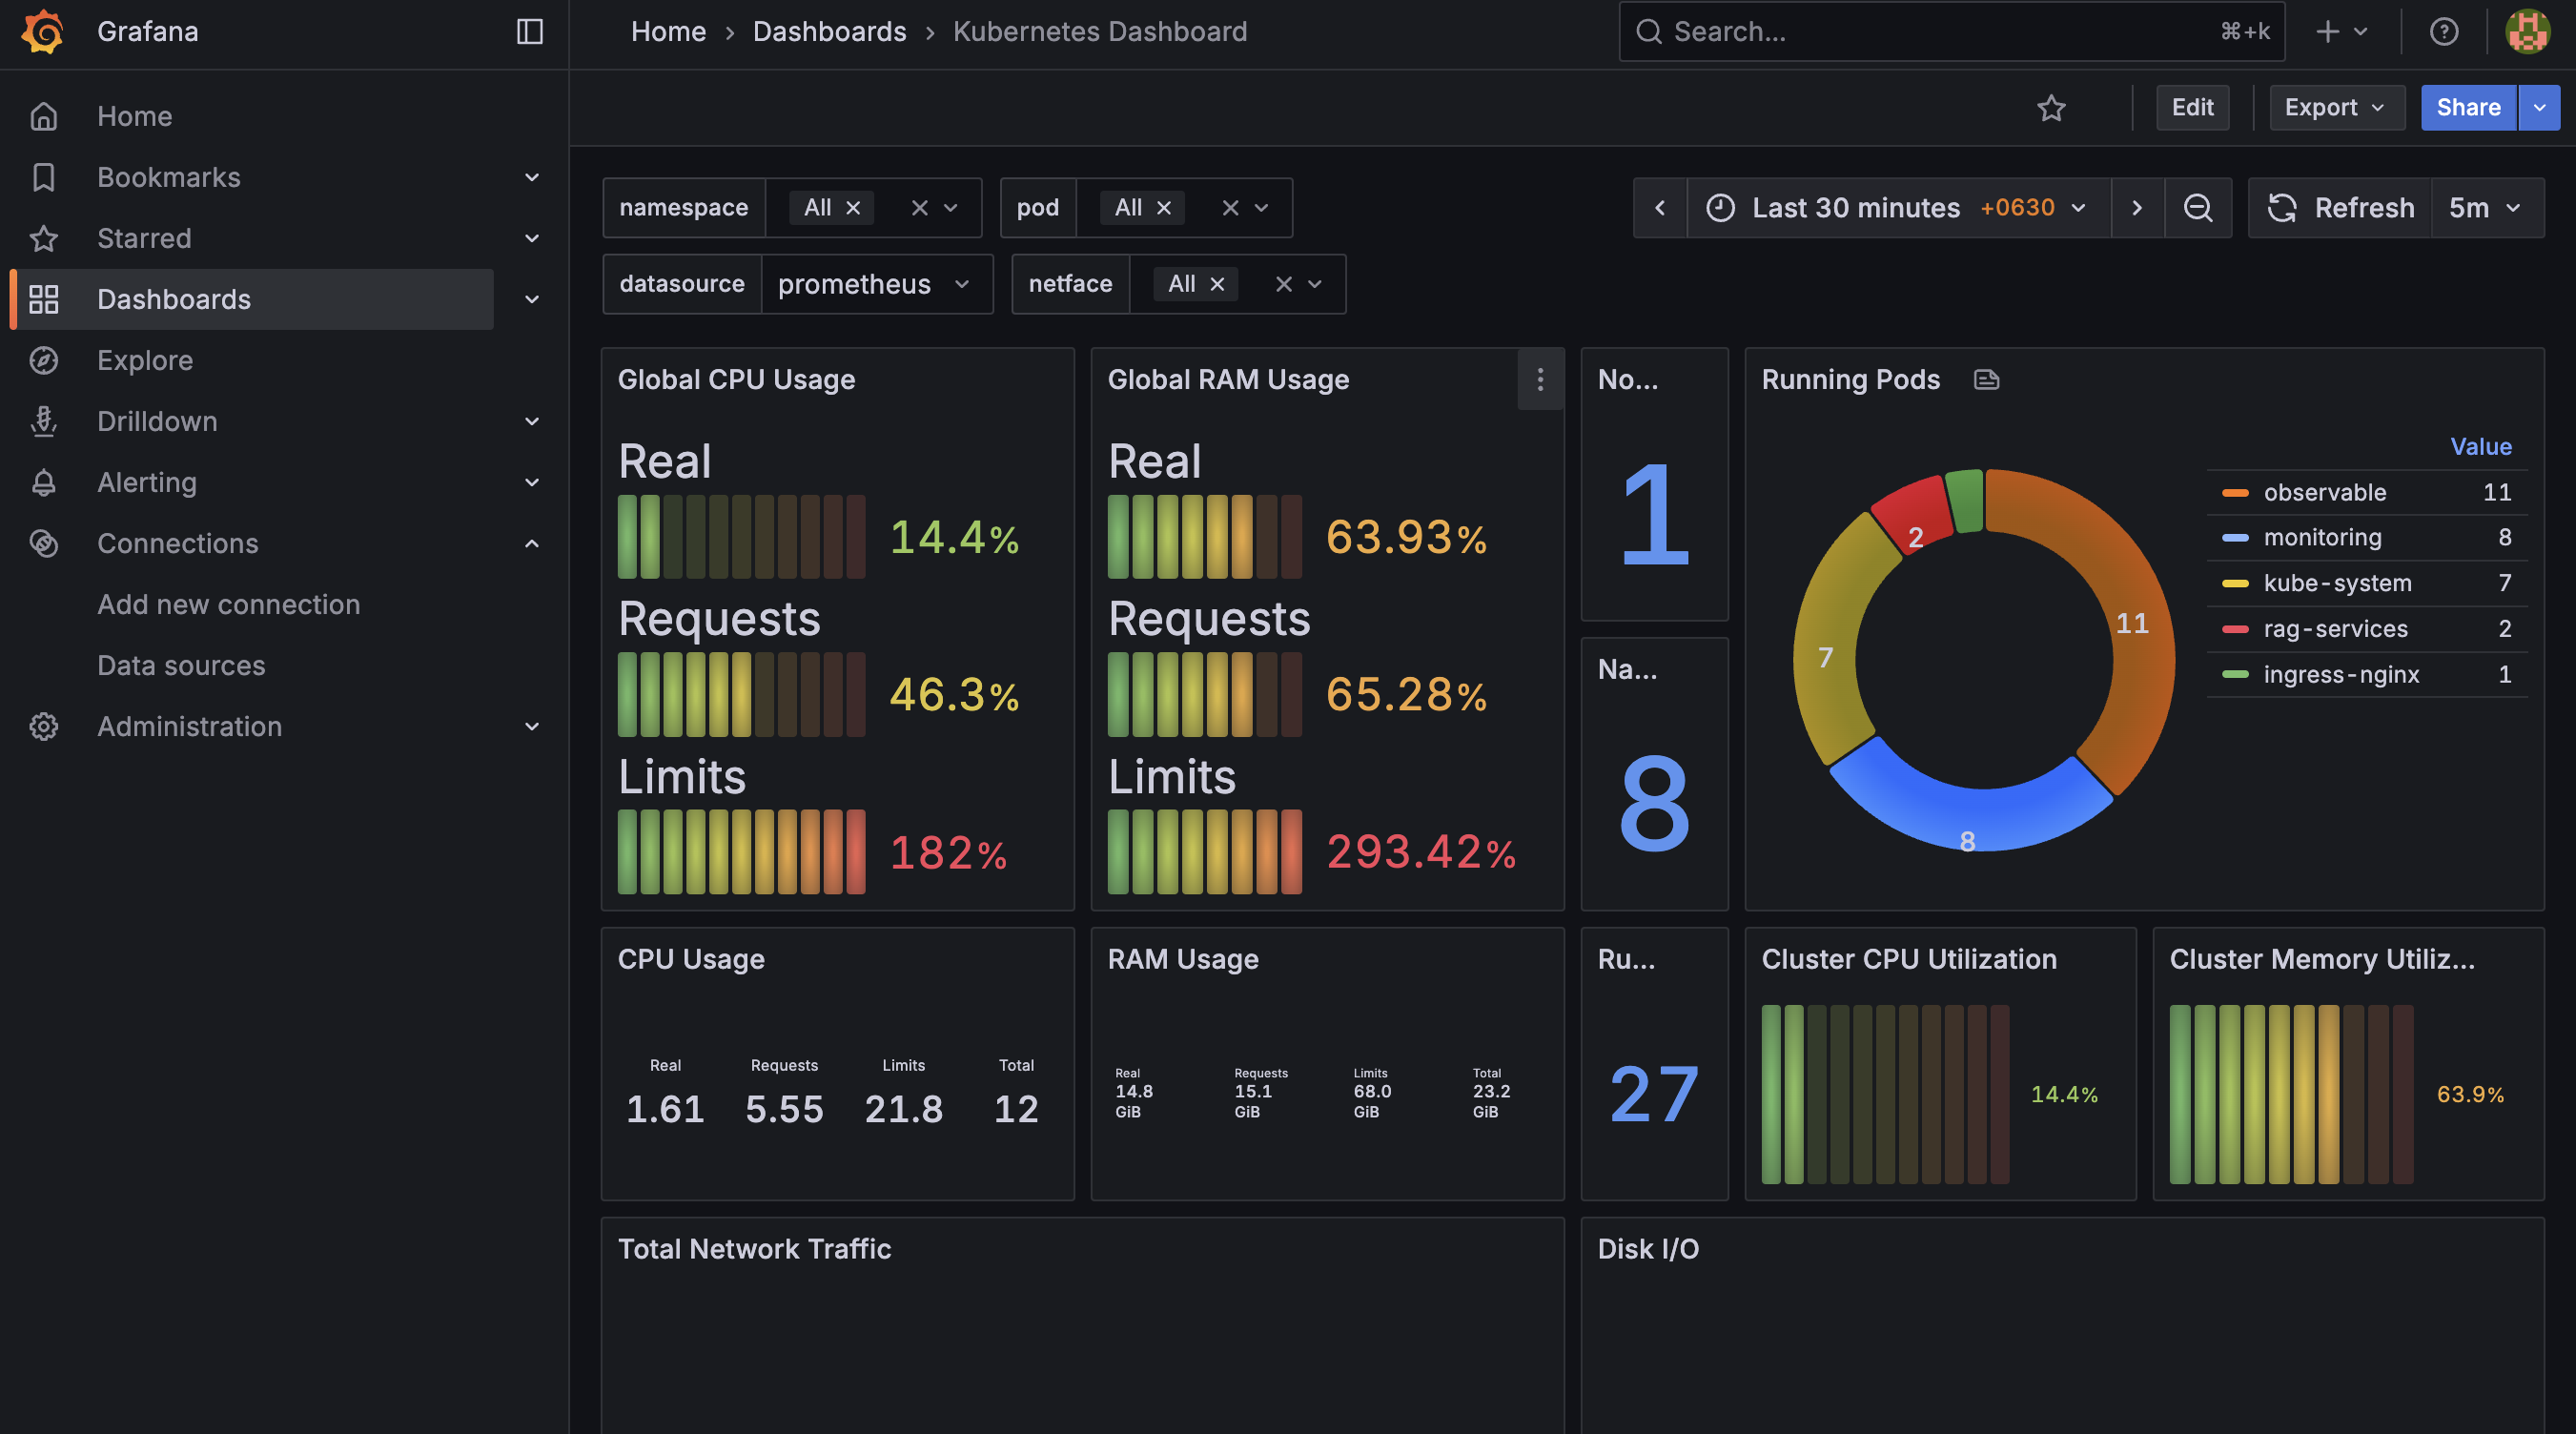 Grafana
Home › Dashboards › Kubernetes Dashboard
Search...
⌘+k
Home
Bookmarks
Starred
Dashboards
Explore
Drilldown
Alerting
Connections
Add new connection
Data sources
Administration
Edit
Export
Share
namespace All
pod All
Last 30 minutes +0630
Refresh 5m
datasource prometheus
netface All
Global CPU Usage
Real
14.4%
Requests
46.3%
Limits
182%
Global RAM Usage
Real
63.93%
Requests
65.28%
Limits
293.42%
No...
1
Na...
8
Running Pods
2
11
7
8
Value
observable 11
monitoring 8
kube-system 7
rag-services 2
ingress-nginx 1
CPU Usage
Real Requests Limits Total
1.61 5.55 21.8 12
RAM Usage
Real Requests Limits Total
14.8 15.1 68.0 23.2
GiB GiB GiB GiB
Ru...
27
Cluster CPU Utilization
14.4%
Cluster Memory Utiliz...
63.9%
Total Network Traffic
Disk I/O